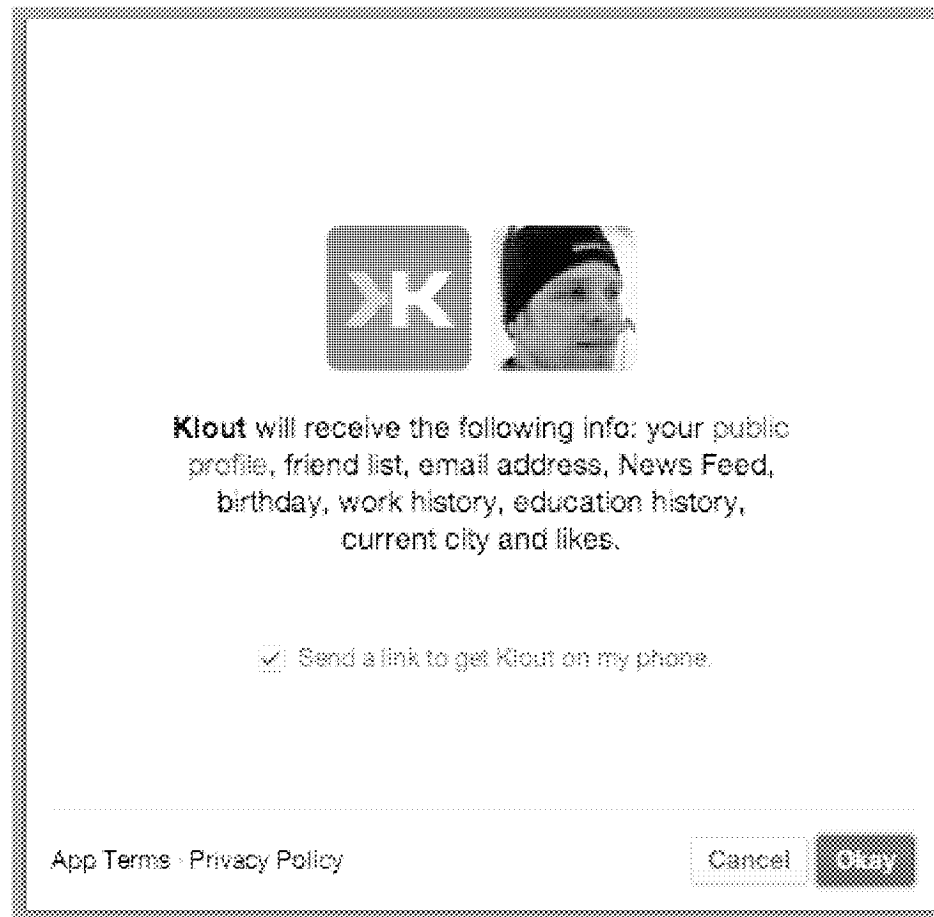 K
Klout will receive the following info: your public
profile, friend list, email address, News Feed,
birthday, work history, education history,
current city and likes.
Send a link to get Klout on my phone.
App Terms · Privacy Policy
Cancel
Okay